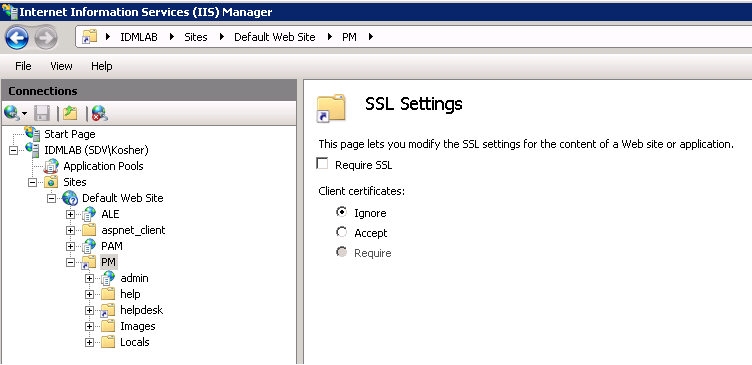 Internet Information Services (IIS) Manager
IDMLAB Sites Default Web Site PM
File View Help
Connections
Start Page
IDMLAB (SDV\Kosher)
Application Pools
Sites
Default Web Site
ALE
aspnet_client
PAM
PM
admin
help
helpdesk
Images
Locals
SSL Settings
This page lets you modify the SSL settings for the content of a Web site or application.
Require SSL
Client certificates:
Ignore
Accept
Require